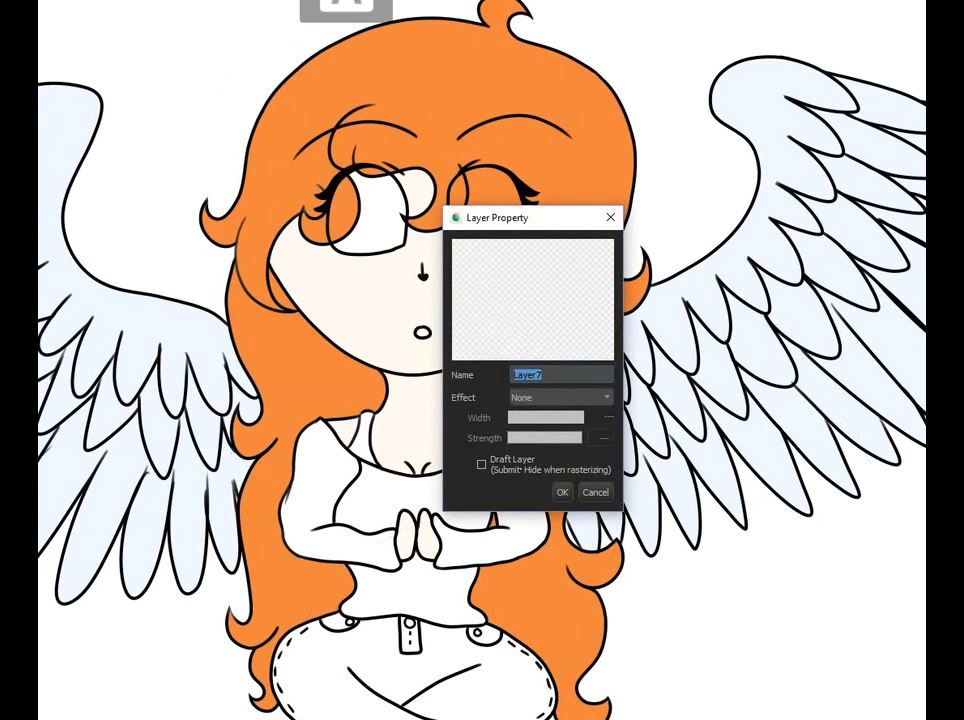 A
Layer Property
Name Layer7
Effect None
Width
Strength
Draft Layer
(Submit: Hide when rasterizing)
OK Cancel